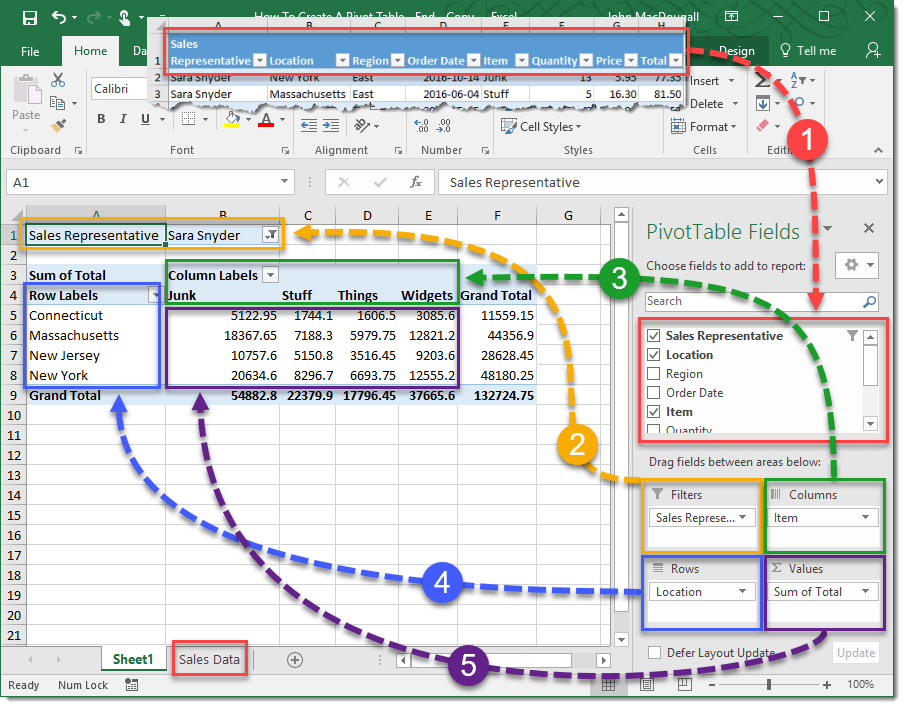 How To Create A Pivot Table - End - Copy - Excel John MacDougall
File Home Da Design Tell me
A B C D E F G H
Sales
1 Representative Location Region Order Date Item Quantity Price Total
2 Sara Snyder New York East 2016-10-14 Junk 13 5.95 77.35
3 Sara Snyder Massachusetts East 2016-06-04 Stuff 5 16.30 81.50
Paste Calibri Insert
B I U A Cell Styles Delete
Format
Clipboard Font Alignment Number Styles Cells
A1 fx Sales Representative
A B C D E F G
1 Sales Representative Sara Snyder
2
3 Sum of Total Column Labels
4 Row Labels Junk Stuff Things Widgets Grand Total
5 Connecticut 5122.95 1744.1 1606.5 3085.6 11559.15
6 Massachusetts 18367.65 7188.3 5979.75 12821.2 44356.9
7 New Jersey 10757.6 5150.8 3516.45 9203.6 28628.45
8 New York 20634.6 8296.7 6693.75 12555.2 48180.25
9 Grand Total 54882.8 22379.9 17796.45 37665.6 132724.75
10
11
12
13
14
15
16
17
18
19
20
21
1
2
3
4
5
PivotTable Fields
Choose fields to add to report:
Search
Sales Representative
Location
Region
Order Date
Item
Quantity
Drag fields between areas below:
Filters Columns
Sales Represe... Item
Rows Σ Values
Location Sum of Total
Defer Layout Update Update
Sheet1 Sales Data
Ready Num Lock 100%